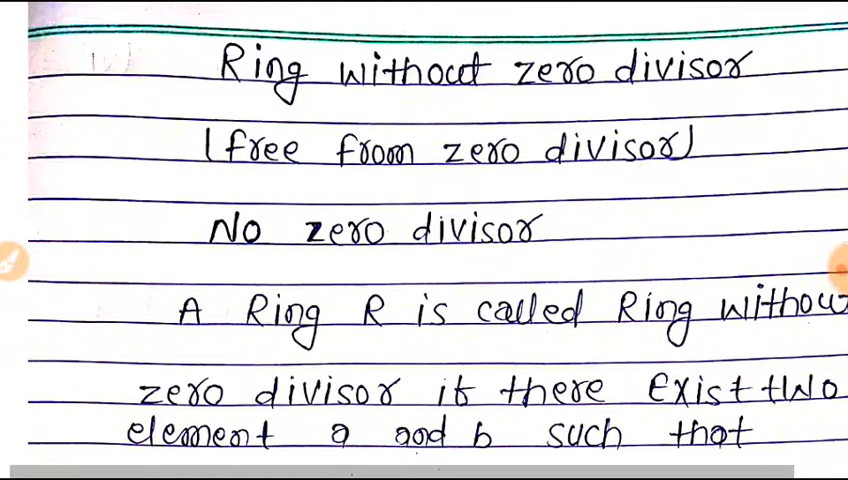 Ring without zero divisor
(free from zero divisor)
No zero divisor
A Ring R is called Ring without
zero divisor if there Exist two
element a and b such that